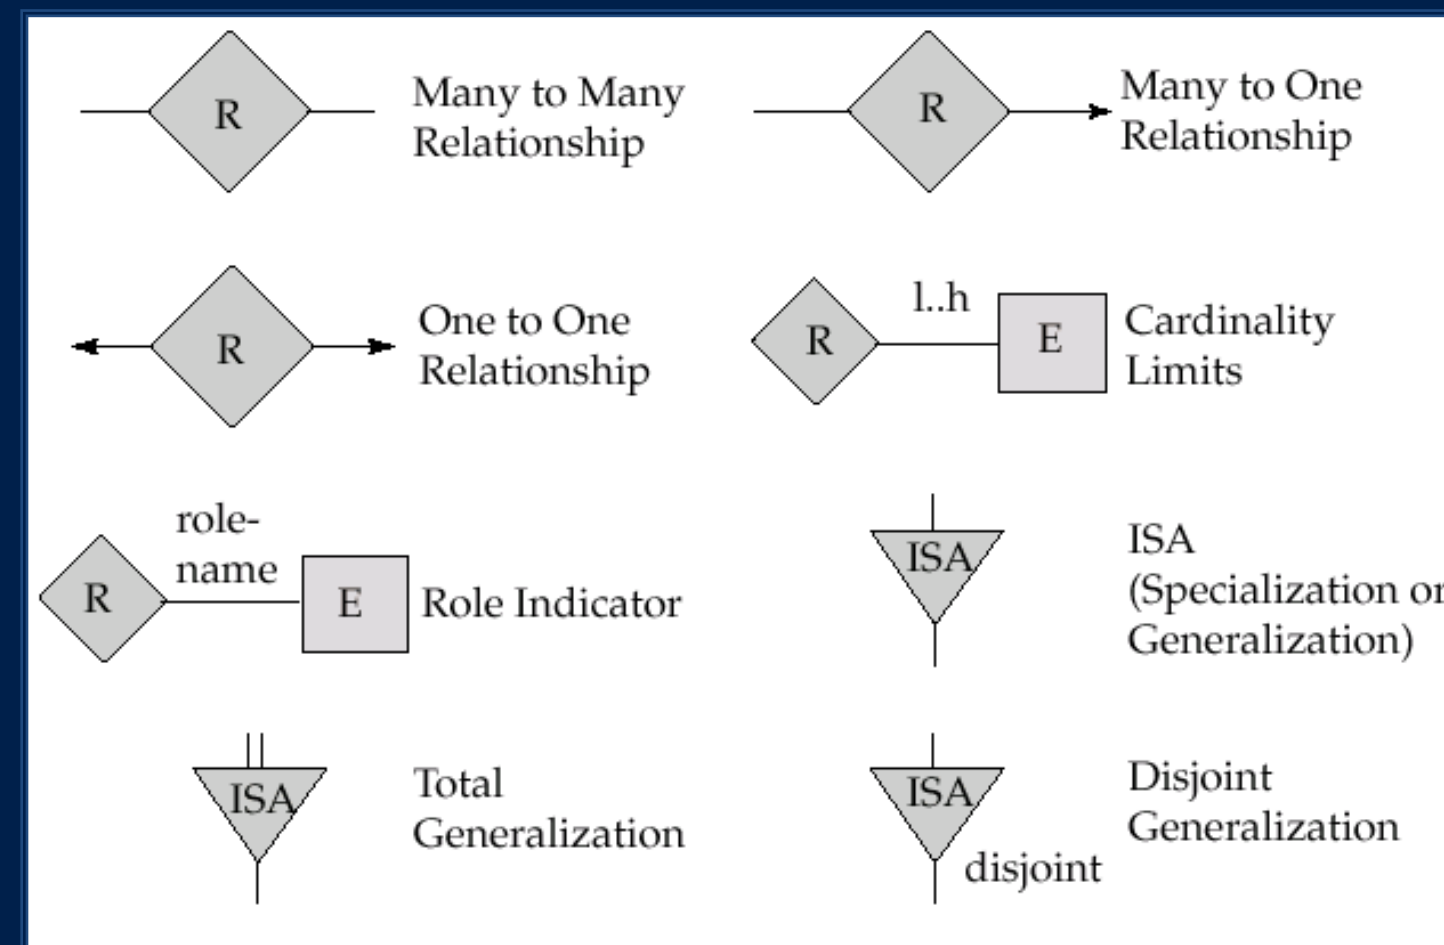 R
Many to Many
Relationship
R
Many to One
Relationship
R
One to One
Relationship
R
l..h
E
Cardinality
Limits
R
role-
name
E
Role Indicator
ISA
ISA
(Specialization or
Generalization)
ISA
Total
Generalization
ISA
disjoint
Disjoint
Generalization